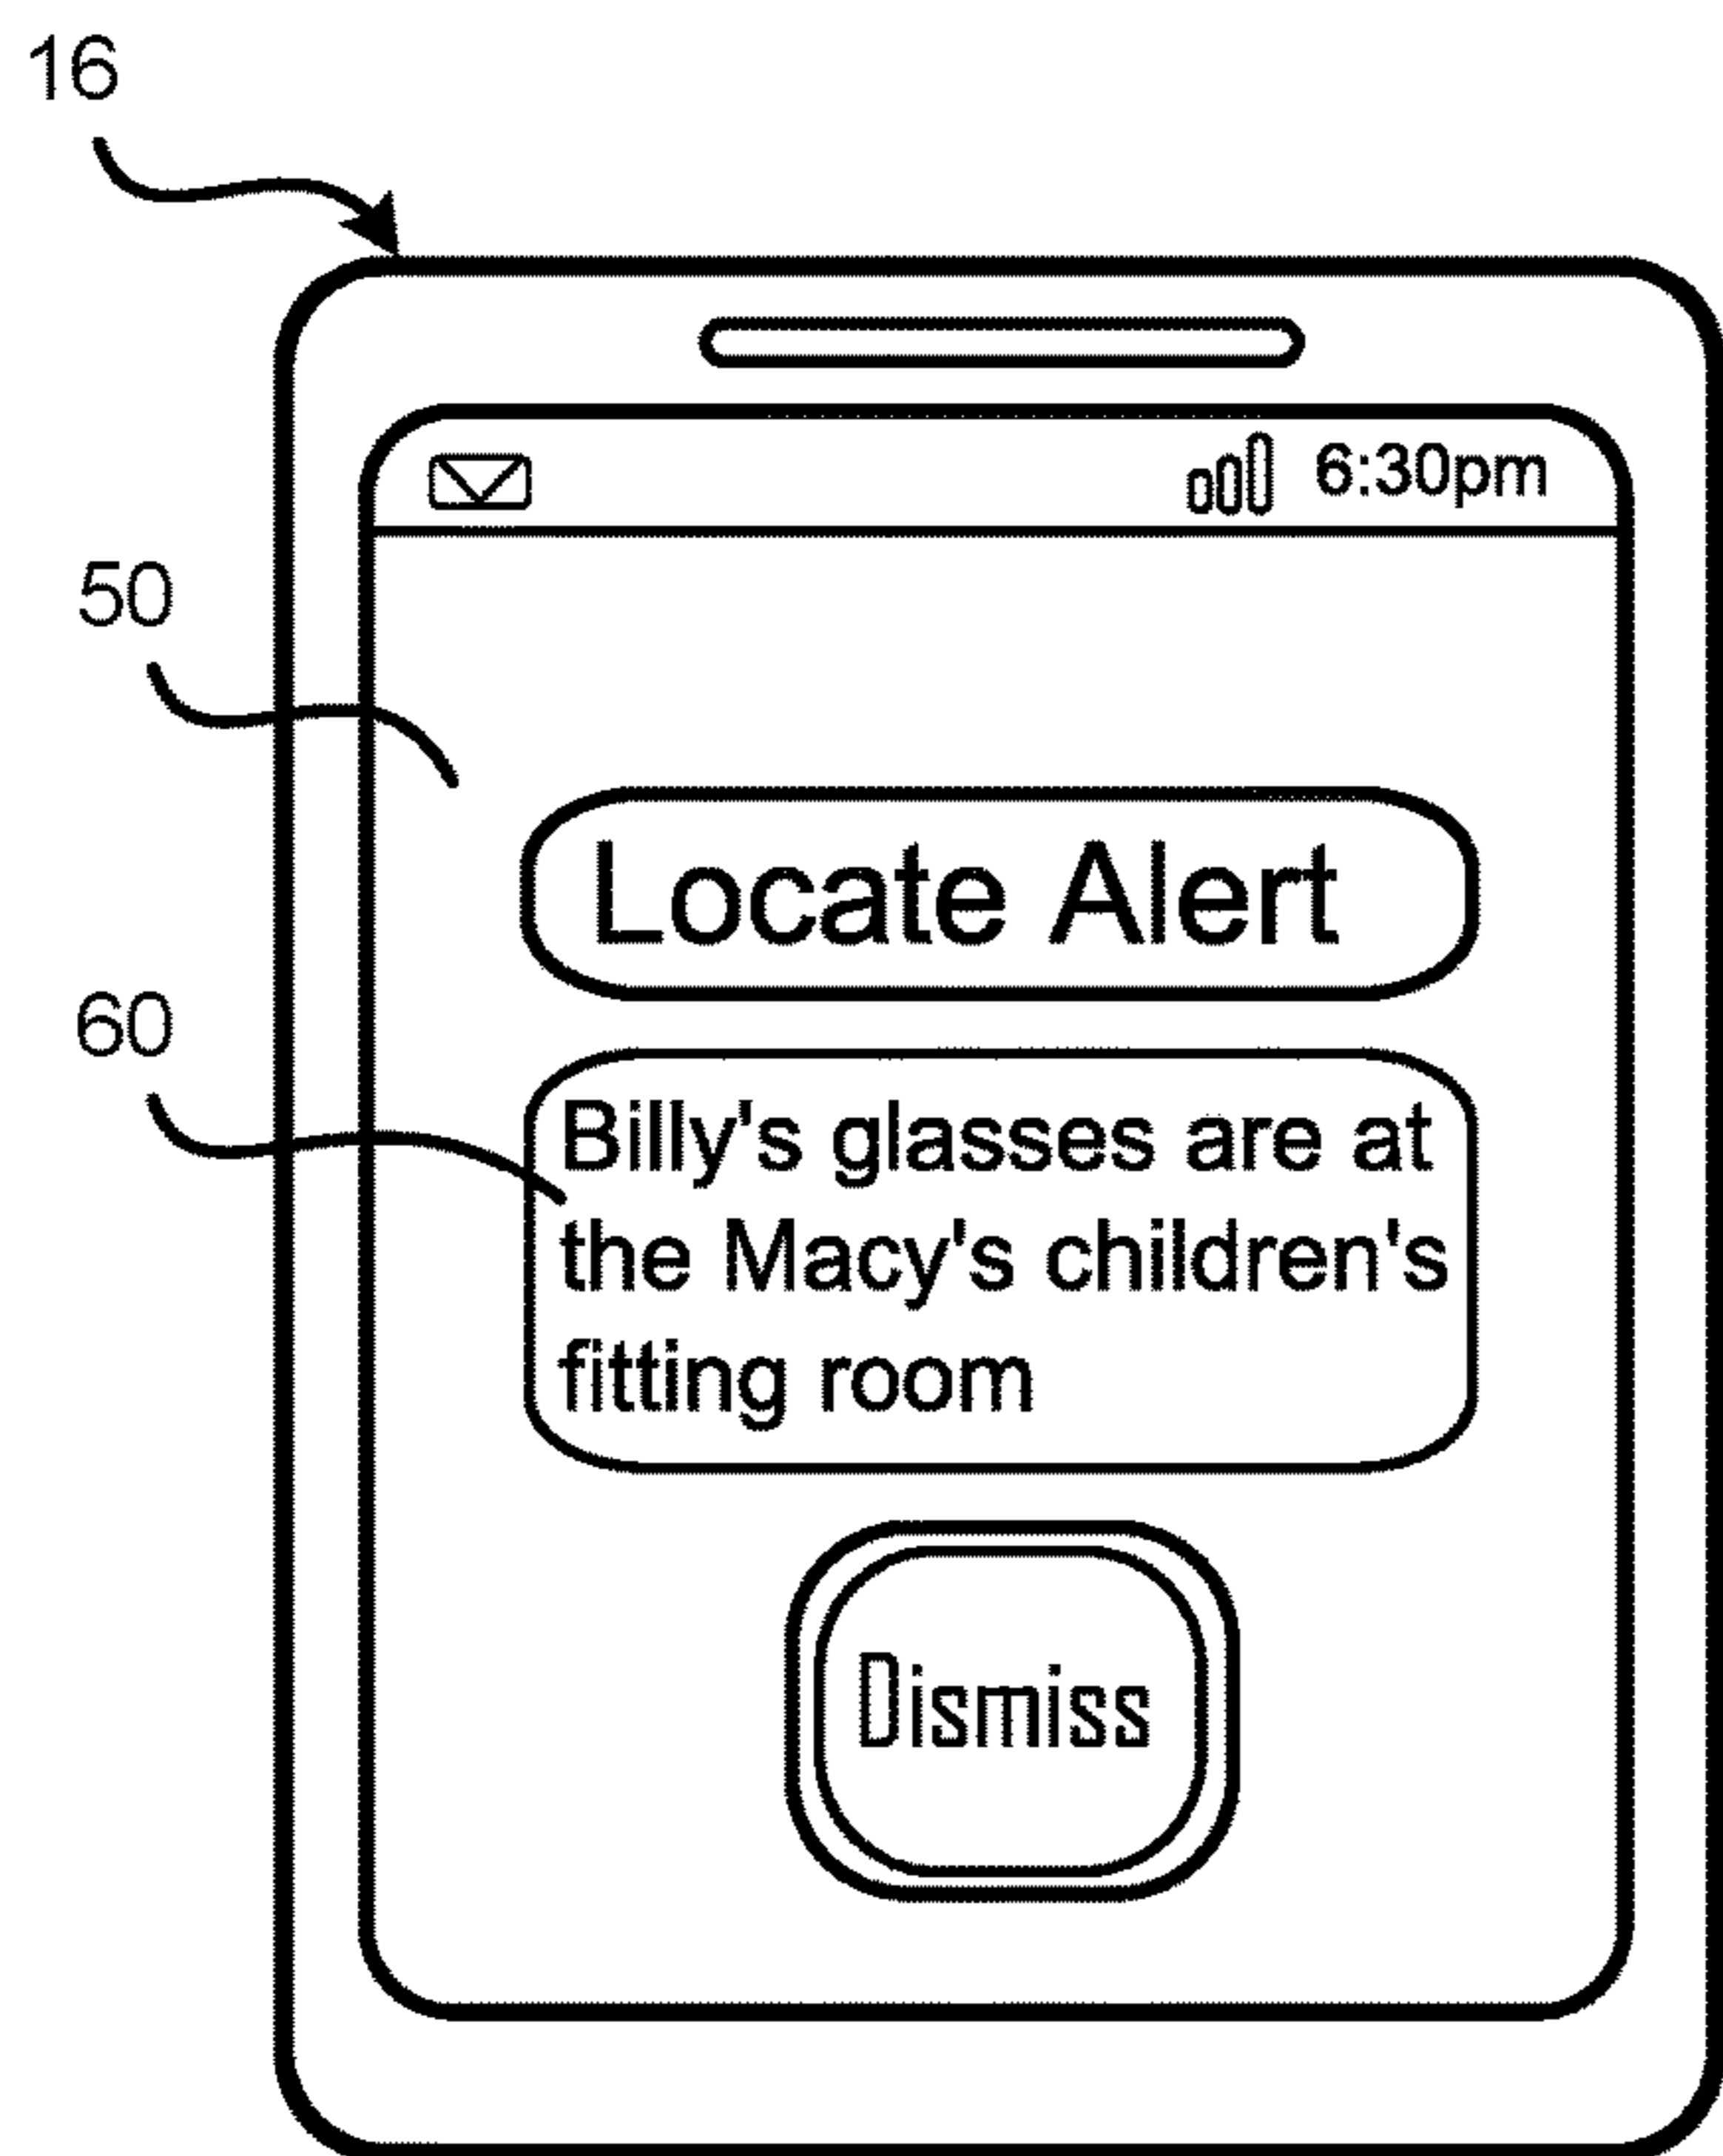 16
6:30pm
50
Locate Alert
60
Billy's glasses are at
the Macy's children's
fitting room
Dismiss